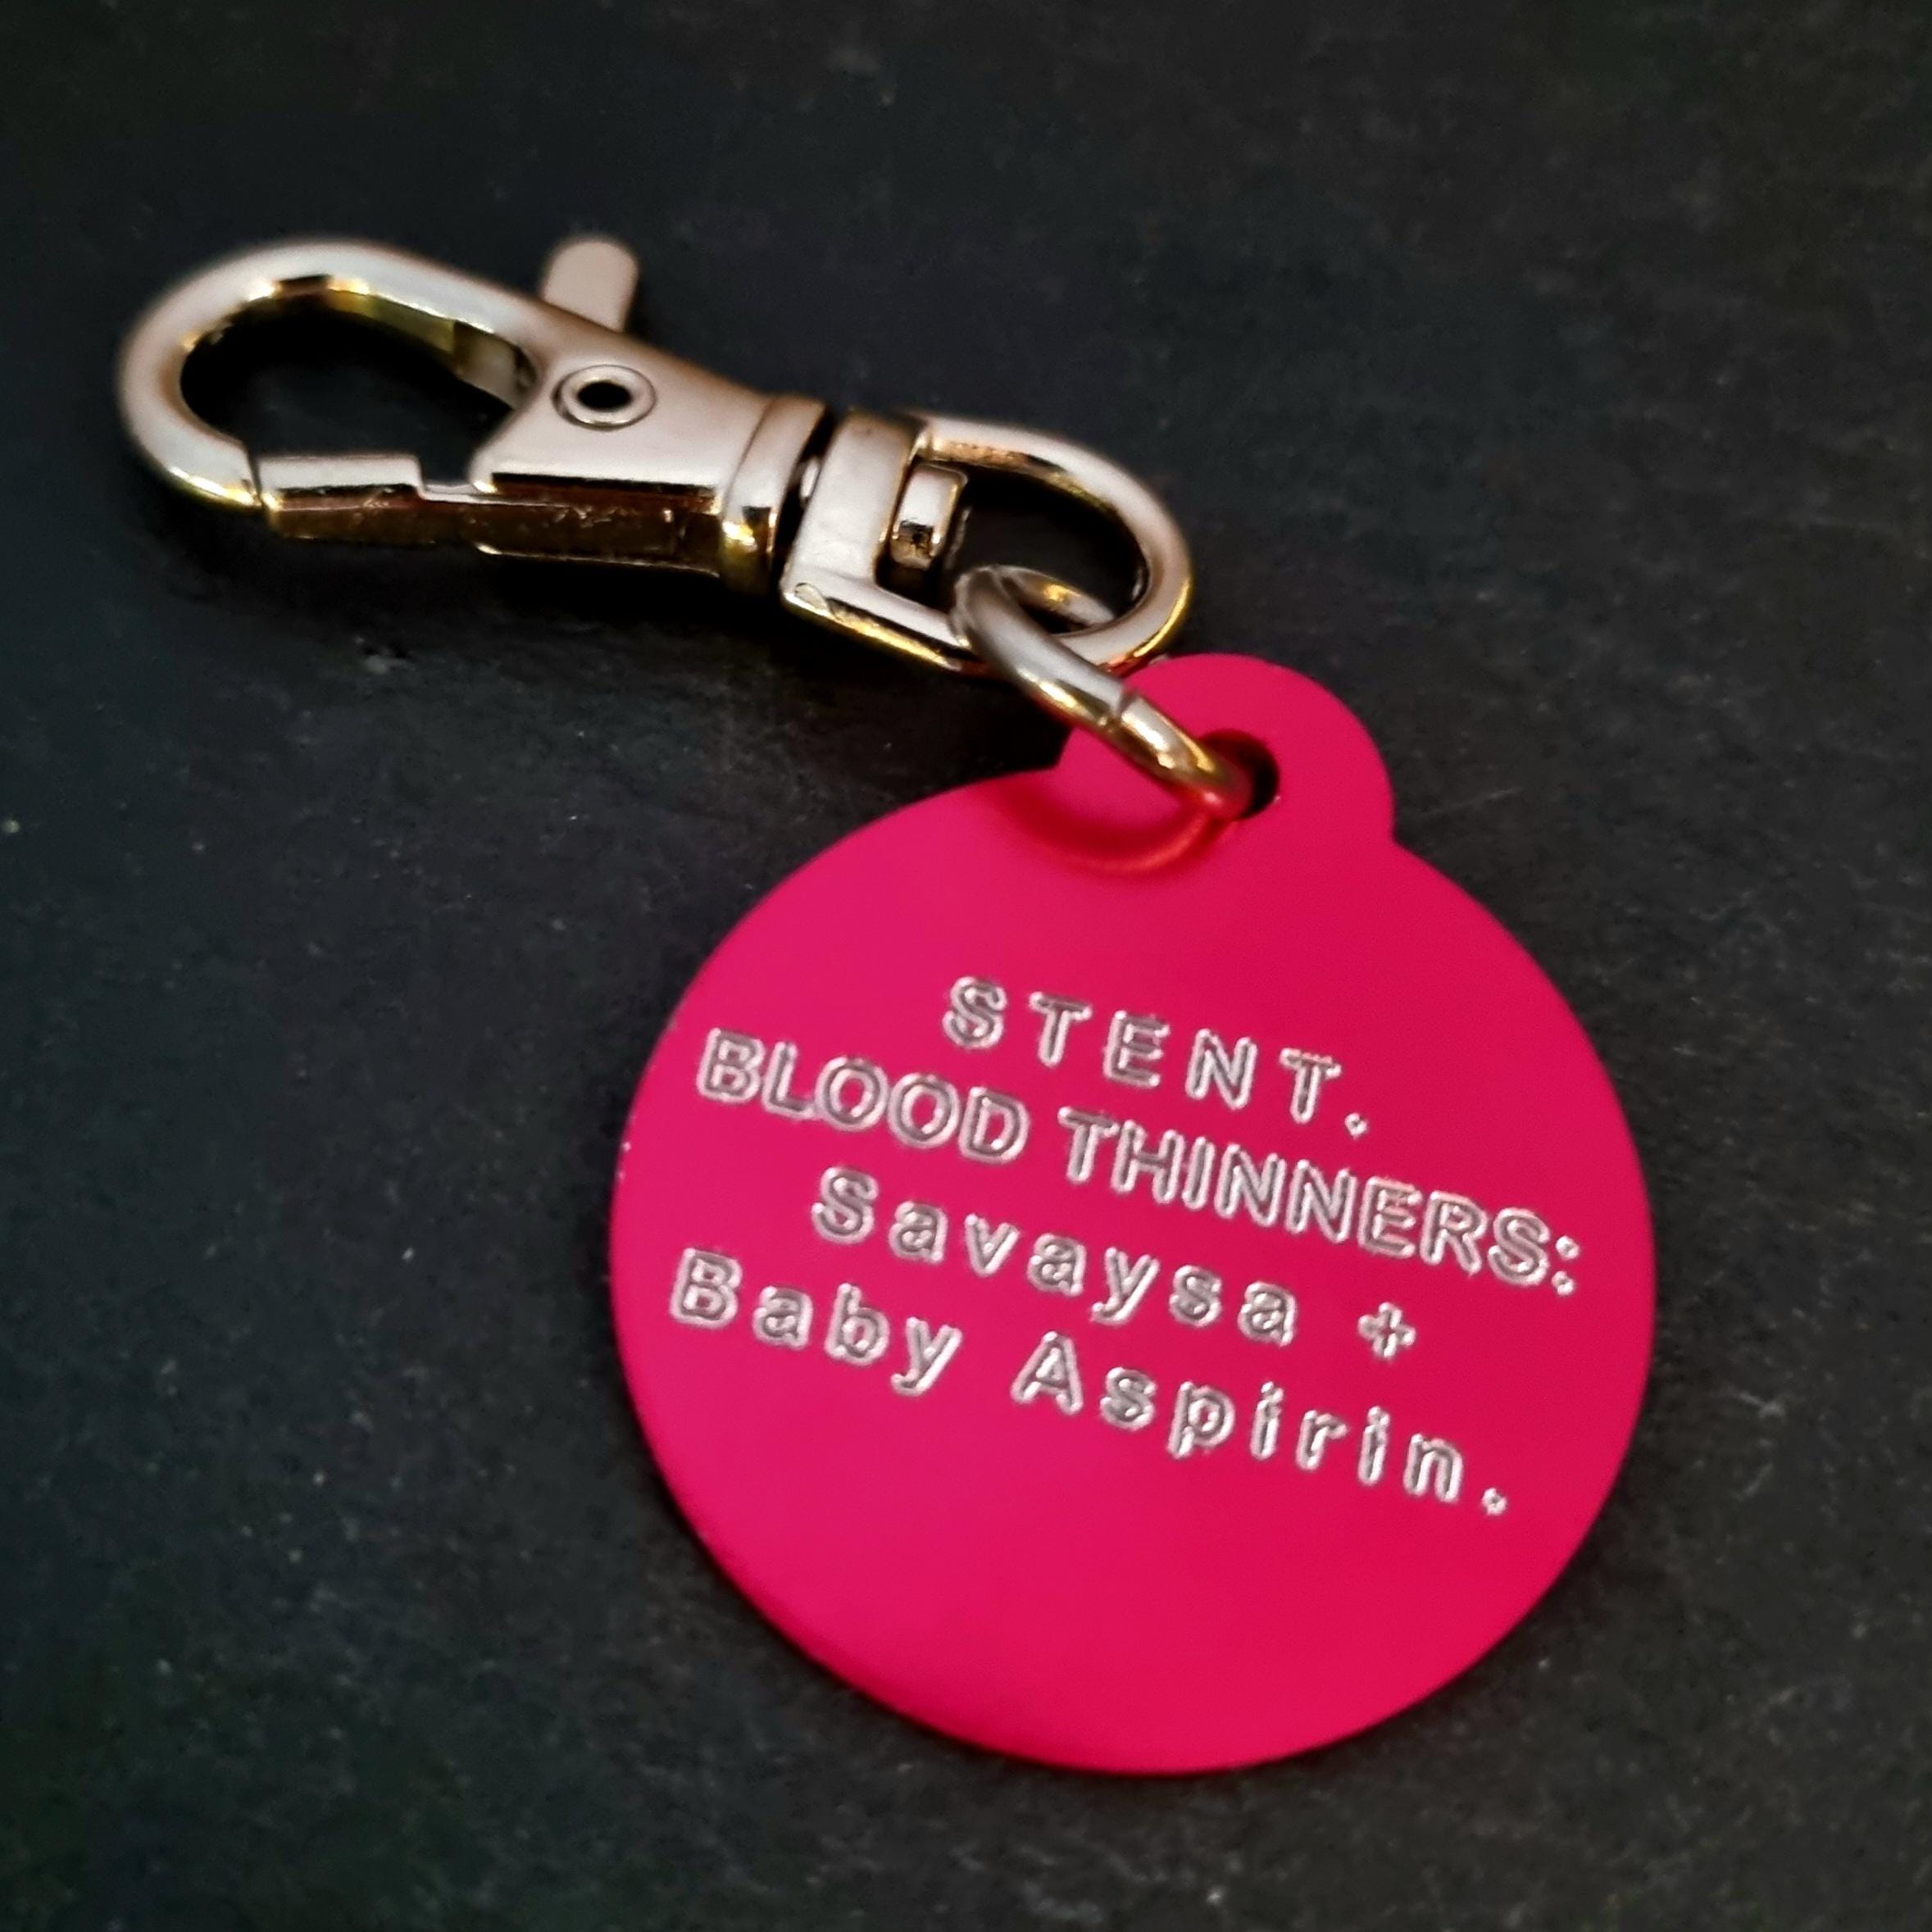 STENT.
BLOOD THINNERS:
Savaysa +
Baby Aspirin.